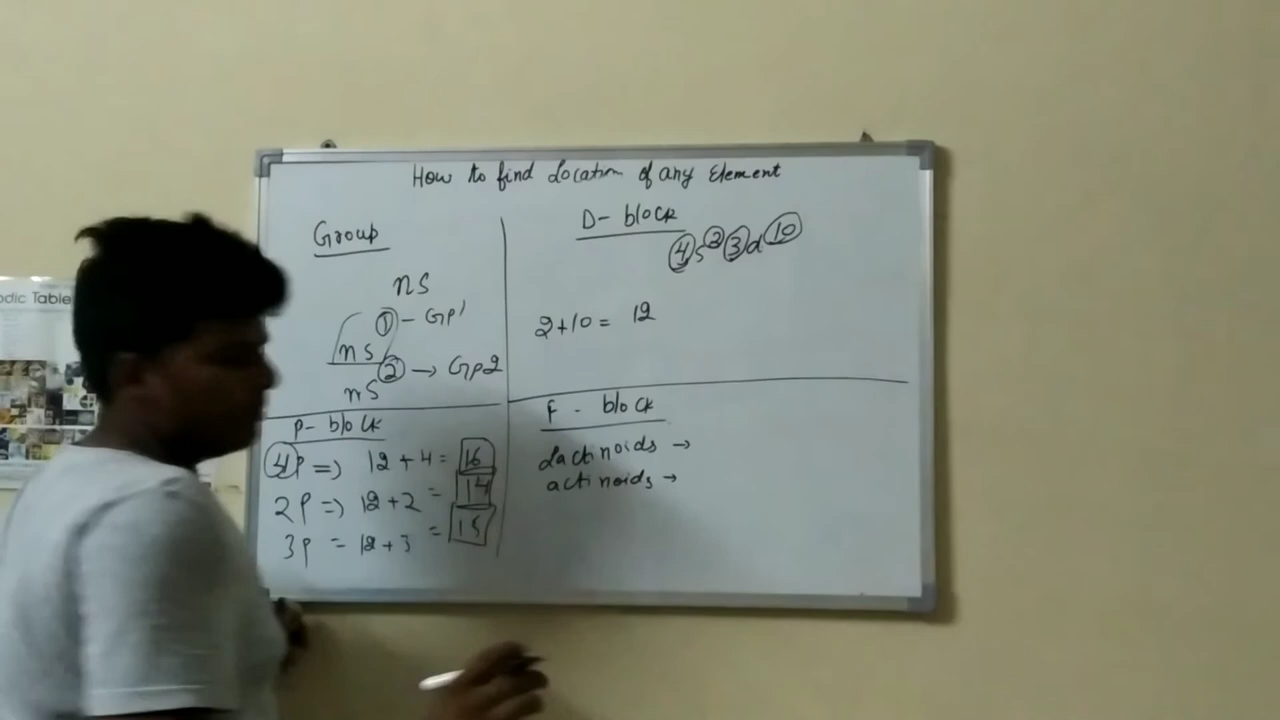 How to find Location of any Element
Group
nS
1 - Gp1
nS
2 → Gp2
nS
D- block
4S2 3d10
2+10 = 12
P- block
4P => 12 + 4 = 16
2P => 12 + 2 = 14
3P = 12 + 3 = 15
F - block
Lactinoids →
actinoids →
odic Table